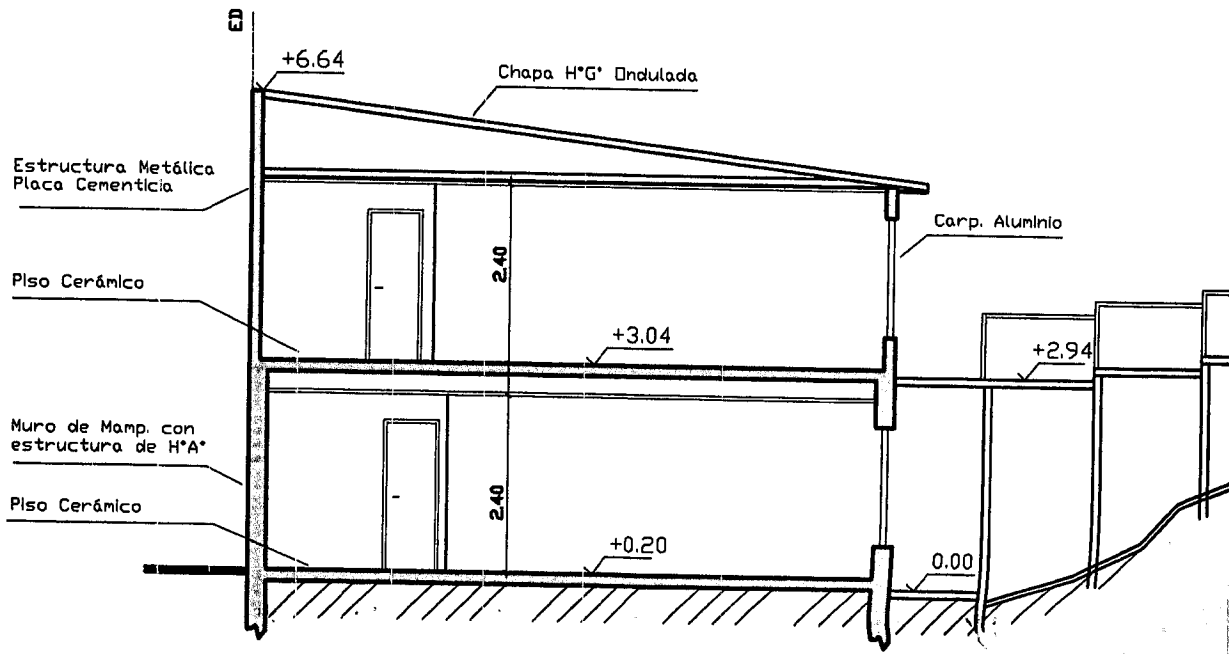 ED
+6.64
Chapa H°G° Ondulada
Estructura Metálica
Placa Cementicia
Carp. Aluminio
2.40
Piso Cerámico
+3.04
+2.94
Muro de Mamp. con
estructura de H°A°
2.40
Piso Cerámico
+0.20
0.00